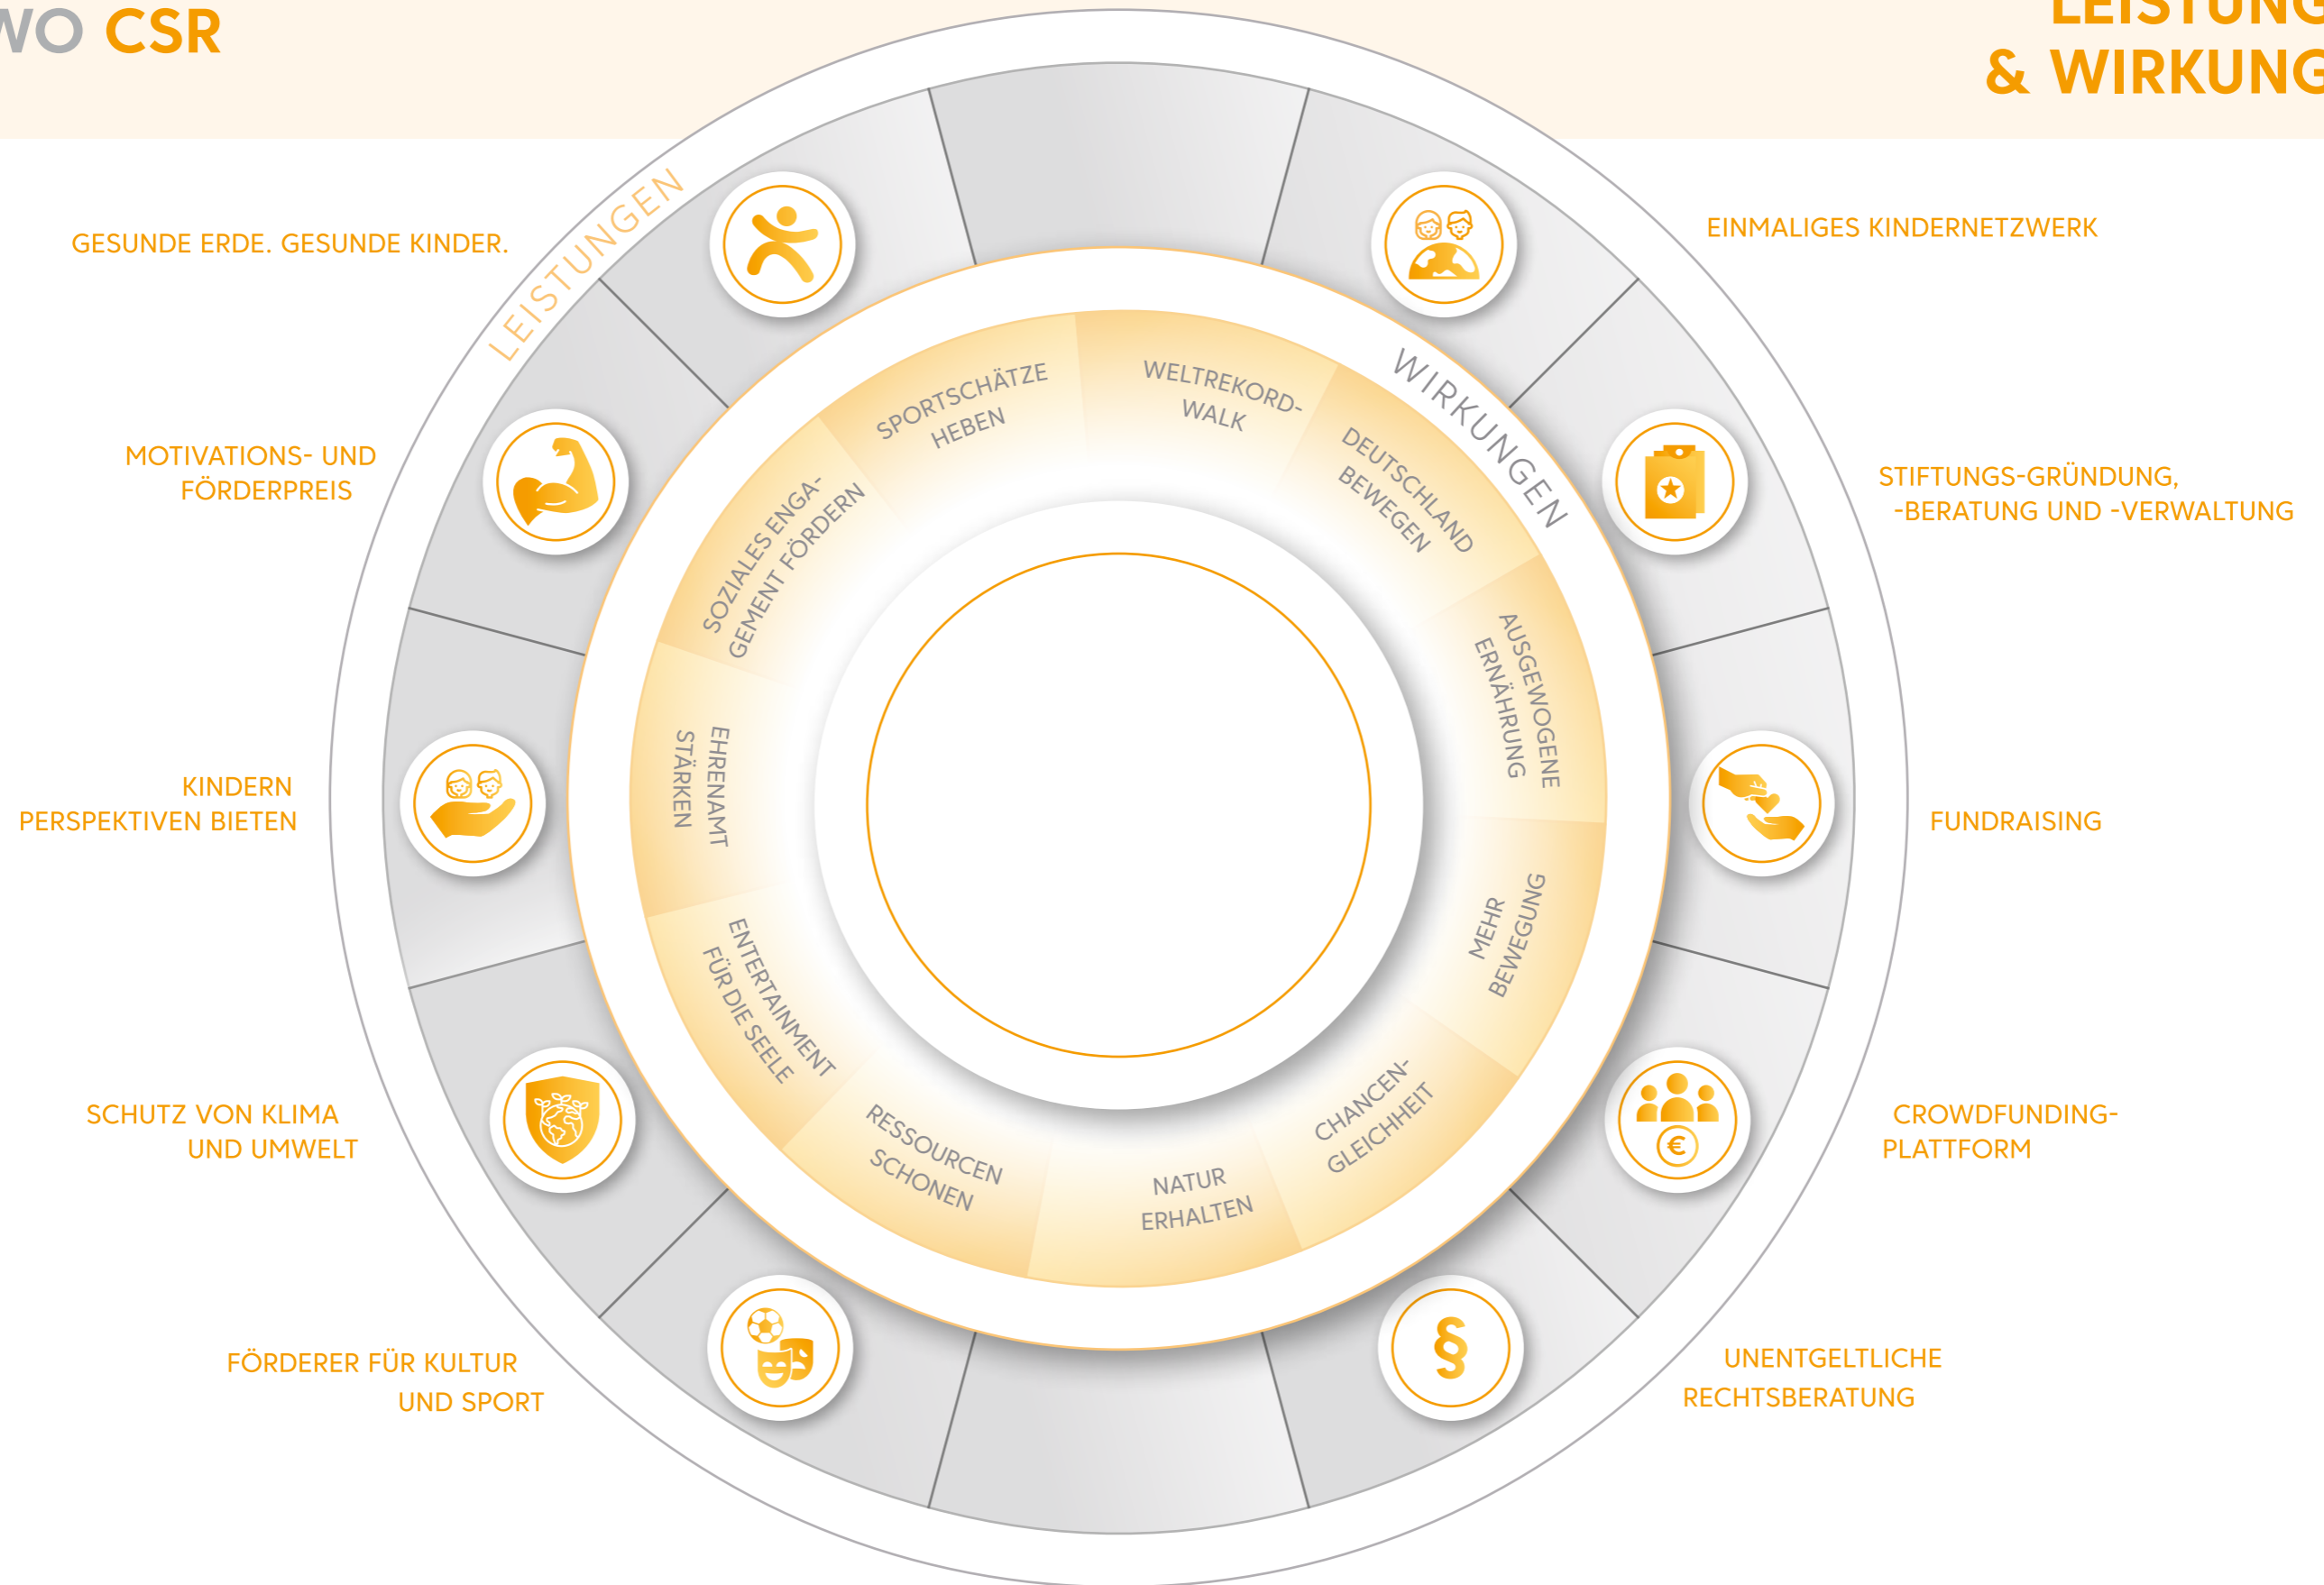 WO CSR
LEISTUNG
& WIRKUNG
LEISTUNGEN
GESUNDE ERDE. GESUNDE KINDER.
MOTIVATIONS- UND
FÖRDERPREIS
KINDERN
PERSPEKTIVEN BIETEN
SCHUTZ VON KLIMA
UND UMWELT
FÖRDERER FÜR KULTUR
UND SPORT
EINMALIGES KINDERNETZWERK
STIFTUNGS-GRÜNDUNG,
-BERATUNG UND -VERWALTUNG
FUNDRAISING
CROWDFUNDING-
PLATTFORM
€
UNENTGELTLICHE
RECHTSBERATUNG
§
WIRKUNGEN
WELTREKORD-
WALK
DEUTSCHLAND
BEWEGEN
AUSGEWOGENE
ERNÄHRUNG
MEHR
BEWEGUNG
CHANCEN-
GLEICHHEIT
NATUR
ERHALTEN
RESSOURCEN
SCHONEN
ENTERTAINMENT
FÜR DIE SEELE
EHRENAMT
STÄRKEN
SOZIALES ENGA-
GEMENT FÖRDERN
SPORTSCHÄTZE
HEBEN